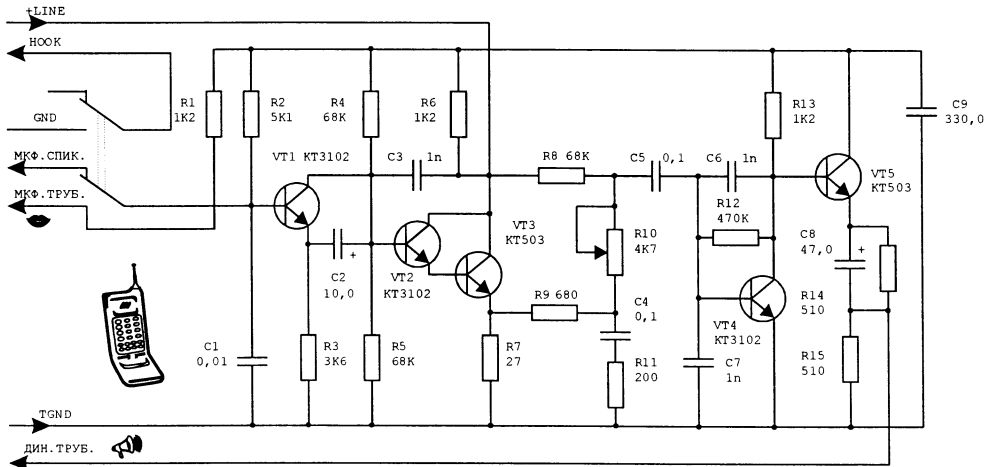 +LINE
HOOK
GND
МКФ.СПИК.
МКФ.ТРУБ.
R1
1K2
R2
5K1
R4
68K
R6
1K2
VT1 KT3102
C3
1n
R8 68K
C5
0,1
C6
1n
R13
1K2
C9
330,0
VT5
KT503
R12
470K
VT3
KT503
R10
4K7
C8
47,0
+
C2
10,0
+
VT2
KT3102
R9 680
C4
0,1
VT4
KT3102
R14
510
C1
0,01
R3
3K6
R5
68K
R7
27
R11
200
C7
1n
R15
510
TGND
ДИН.ТРУБ.